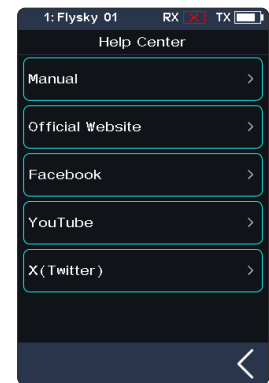 1: Flysky 01 RX TX
Help Center
Manual
Official Website
Facebook
YouTube
X(Twitter)